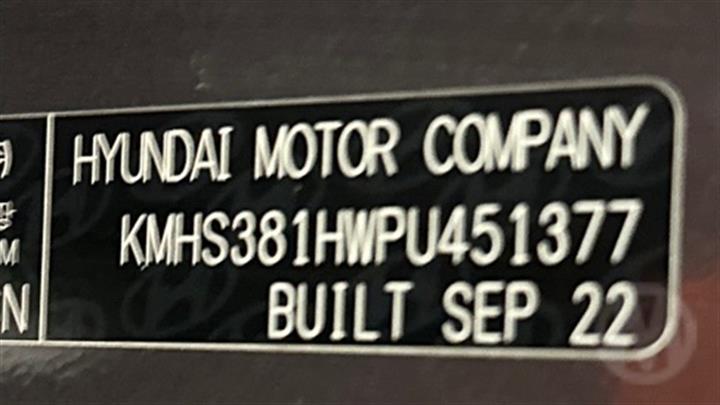 HYUNDAI MOTOR COMPANY
KMHS381HWPU451377
BUILT SEP 22